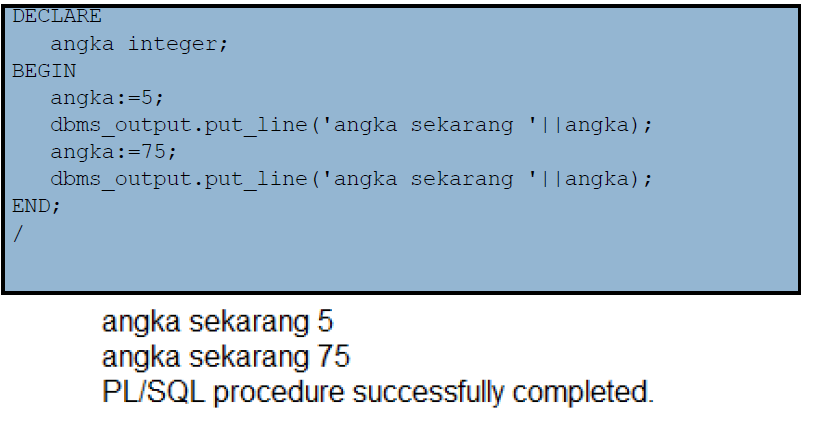 DECLARE
angka integer;
BEGIN
angka:=5;
dbms_output.put_line('angka sekarang '||angka);
angka:=75;
dbms_output.put_line('angka sekarang '||angka);
END;
/
angka sekarang 5
angka sekarang 75
PL/SQL procedure successfully completed.